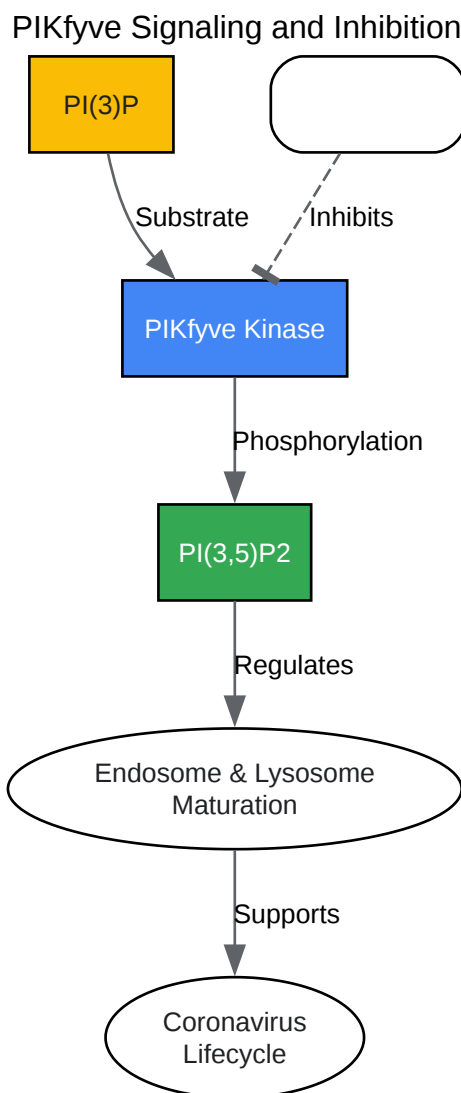 PIKfyve Signaling and Inhibition
PI(3)P
Substrate
Inhibits
PIKfyve Kinase
Phosphorylation
PI(3,5)P2
Regulates
Endosome & Lysosome
Maturation
Supports
Coronavirus
Lifecycle